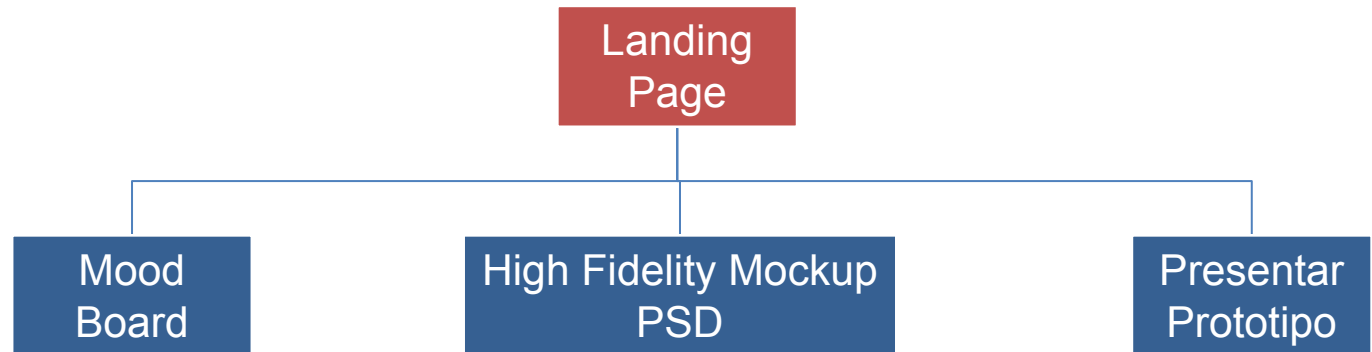 Landing
Page
Mood
Board
High Fidelity Mockup
PSD
Presentar
Prototipo